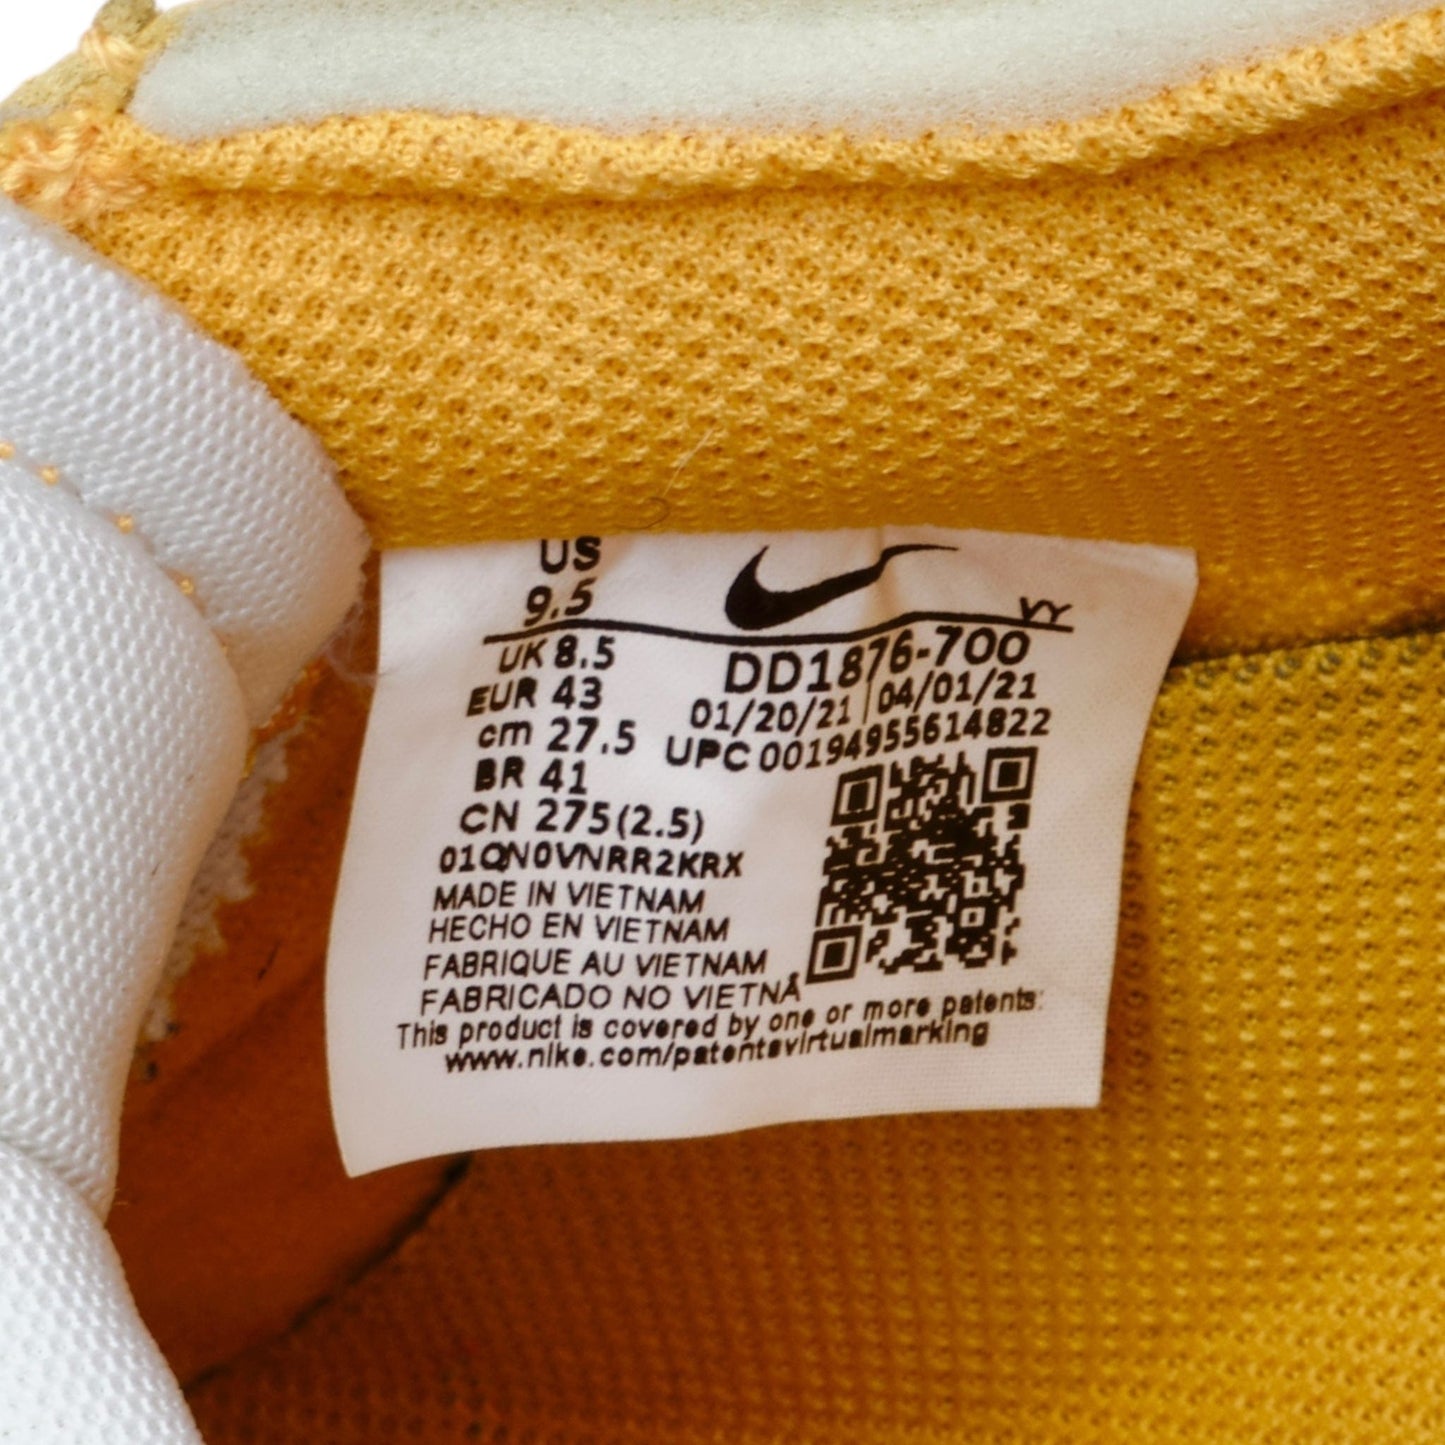 US
9.5
VY
UK 8.5
EUR 43
cm 27.5
BR 41
CN 275(2.5)
DD1876-700
01/20/21 04/01/21
UPC 00194955614822
01QN0VNRR2KRX
MADE IN VIETNAM
HECHO EN VIETNAM
FABRIQUE AU VIETNAM
FABRICADO NO VIETNÃ
This product is covered by one or more patents:
www.nike.com/patentsvirtualmarking